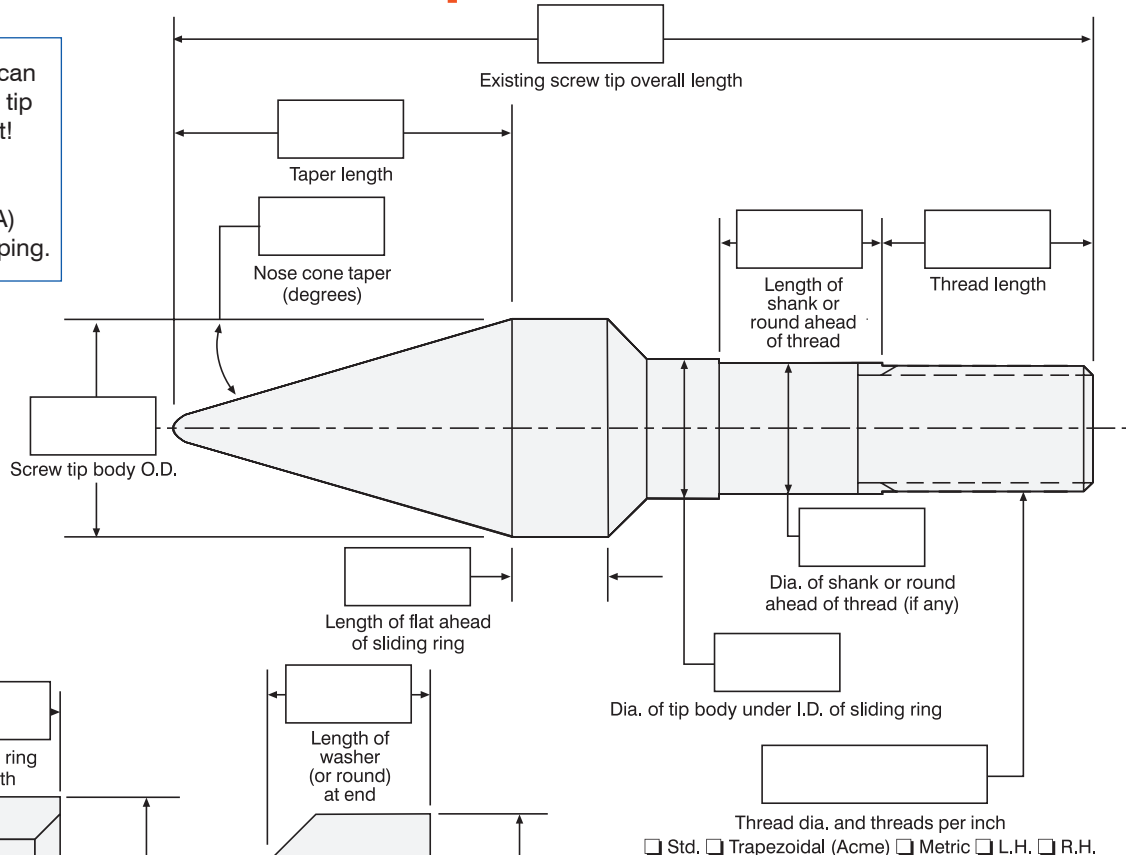 can
tip
t!
A)
ping.
Existing screw tip overall length
Taper length
Nose cone taper
(degrees)
Length of
shank or
round ahead
of thread
Thread length
Screw tip body O.D.
Length of flat ahead
of sliding ring
Dia. of shank or round
ahead of thread (if any)
Dia. of tip body under I.D. of sliding ring
ring
th
Length of
washer
(or round)
at end
Thread dia. and threads per inch
❏ Std. ❏ Trapezoidal (Acme) ❏ Metric ❏ L.H. ❏ R.H.